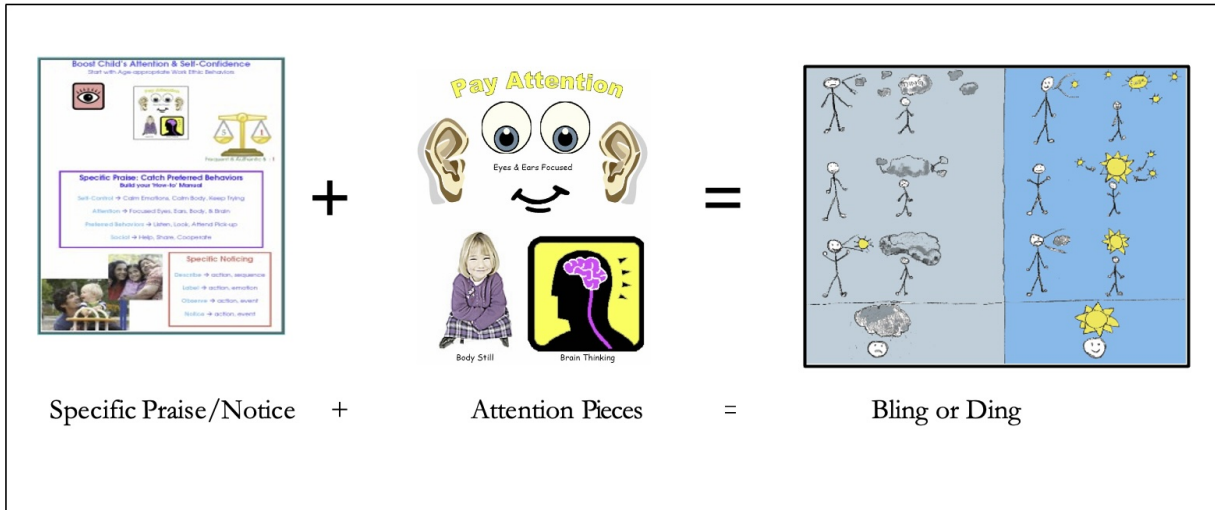 Boost Child's Attention & Self-Confidence
Start with Age-appropriate Work Ethic Behaviors
Pay Attention
5 1
Specific Praise: Catch Preferred Behaviors
Build your 'How-to' Manual
Self-Control → Calm Emotions, Calm Body, Keep Trying
Attention → Focused Eyes, Ears, Body, & Brain
Preferred Behaviors → Listen, Look, Attend
Social → Help, Share, Cooperate
Specific Noticing
Describe → action, sequence
Label → action, emotion
Observe → action, event
Notice → action, event
+
Pay Attention
Eyes & Ears Focused
Body Still
Brain Thinking
=
Specific Praise/Notice + Attention Pieces = Bling or Ding